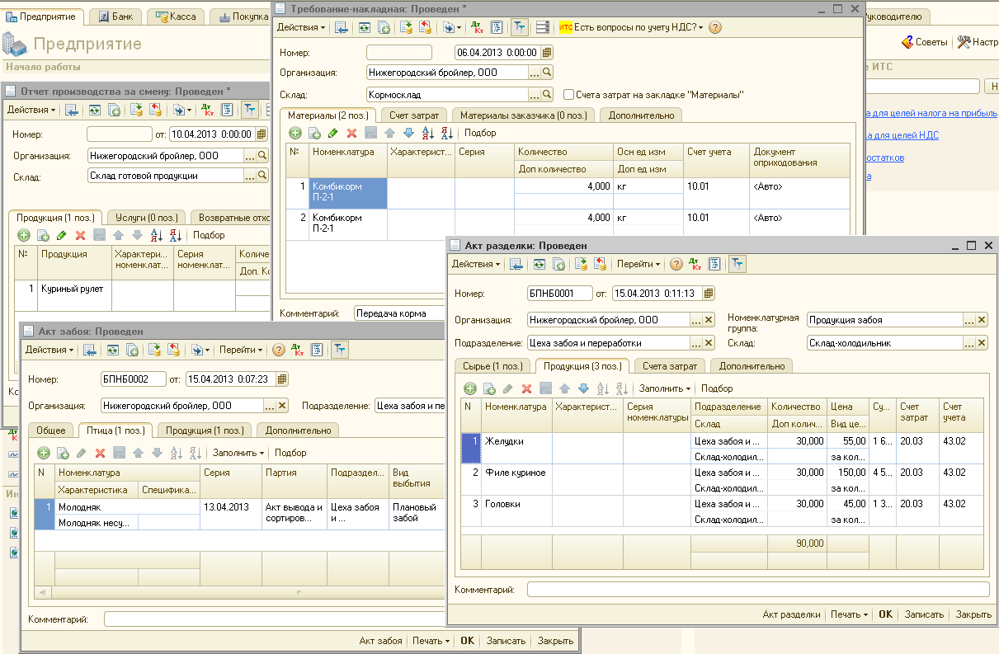 Предприятие Банк Касса Покупка
Предприятие
Начало работы
Руководителю
Советы
ИТС
а для целей налога на прибыль
а для целей НДС
остатков
Требование-накладная: Проведен *
Действия Есть вопросы по учету НДС?
Номер: 06.04.2013 0:00:00
Организация: Нижегородский бройлер, ООО
Склад: Кормосклад Счета затрат на закладке "Материалы"
Материалы (2 поз.) Счет затрат Материалы заказчика (0 поз.) Дополнительно
Подбор
№ Номенклатура Характерист... Серия Количество Осн ед изм Счет учета Документ оприходования
Доп количество Доп ед изм
1 Комбикорм П-2-1 4,000 кг 10.01 <Авто>
2 Комбикорм П-2-1 4,000 кг 10.01 <Авто>
Комментарий: Передача корма
Отчет производства за смену: Проведен *
Действия
Номер: от: 10.04.2013 0:00:00
Организация: Нижегородский бройлер, ООО
Склад: Склад готовой продукции
Продукция (1 поз.) Услуги (0 поз.) Возвратные отхо
Подбор
№ Продукция Характери... номенклат... Серия номенклат... Количе
Доп. Ко
1 Куриный рулет
Ко
Акт забоя: Проведен
Действия Перейти
Номер: БПНБ0002 от: 15.04.2013 0:07:23
Организация: Нижегородский бройлер, ООО Подразделение: Цеха забоя и пе
Общее Птица (1 поз.) Продукция (1 поз.) Дополнительно
Заполнить Подбор
N Номенклатура Серия Партия Подраздел... Вид выбытия
Характеристика Специфика...
1 Молодняк 13.04.2013 Акт вывода и сортиров... Цеха забоя и ... Плановый забой
Молодняк несу...
Комментарий:
Акт забоя Печать OK Записать Закрыть
Акт разделки: Проведен
Действия Перейти
Номер: БПНБ0001 от: 15.04.2013 0:11:13
Организация: Нижегородский бройлер, ООО Номенклатурная группа: Продукция забоя
Подразделение: Цеха забоя и переработки Склад: Склад-холодильник
Сырье (1 поз.) Продукция (3 поз.) Счета затрат Дополнительно
Заполнить Подбор
N Номенклатура Характерист... Серия номенклатуры Подразделение Количество Цена Су... Счет затрат Счет учета
Склад Доп колич... Вид це...
1 Желудки Цеха забоя и ... 30,000 55,00 1 6... 20.03 43.02
Склад-холодил... за кол...
2 Филе куриное Цеха забоя и ... 30,000 150,00 4 5... 20.03 43.02
Склад-холодил... за кол...
3 Головки Цеха забоя и ... 30,000 45,00 1 3... 20.03 43.02
Склад-холодил... за кол...
90,000
Комментарий:
Акт разделки Печать OK Записать Закрыть